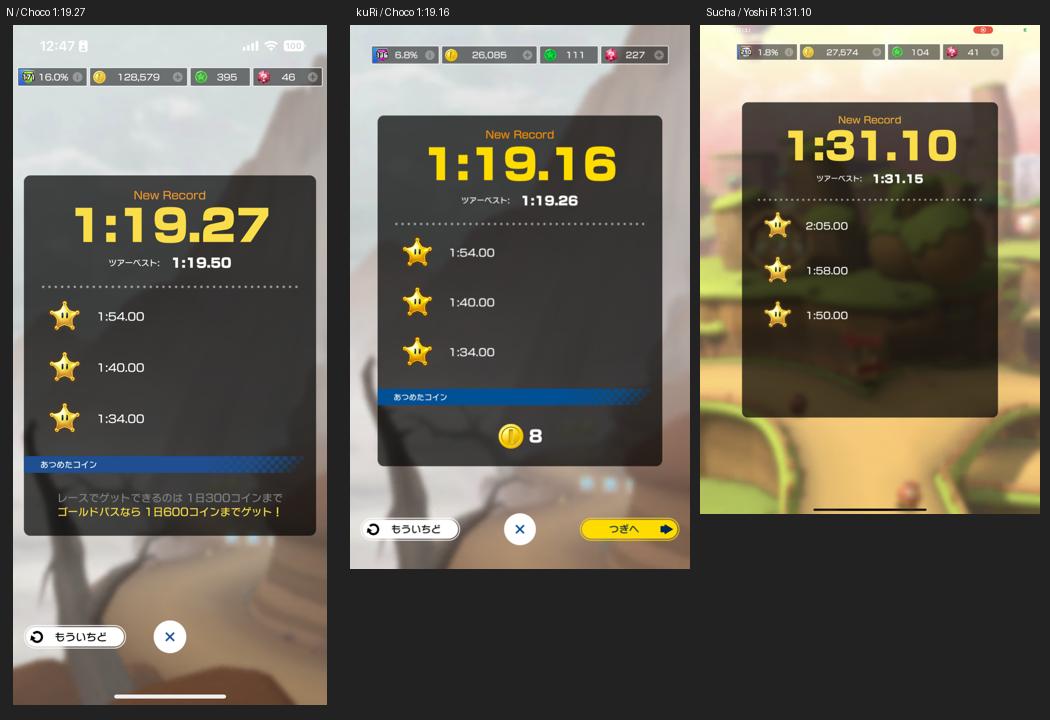 N / Choco 1:19.27
12:47
100
16.0%
128,579
395
46
New Record
1:19.27
ツアーベスト: 1:19.50
1:54.00
1:40.00
1:34.00
あつめたコイン
レースでゲットできるのは 1日300コインまで
ゴールドパスなら 1日600コインまでゲット!
もういちど
kuRi / Choco 1:19.16
6.8%
26,085
111
227
New Record
1:19.16
ツアーベスト: 1:19.26
1:54.00
1:40.00
1:34.00
あつめたコイン
8
もういちど
つぎへ
Sucha / Yoshi R 1:31.10
1.8%
27,574
104
41
New Record
1:31.10
ツアーベスト: 1:31.15
2:05.00
1:58.00
1:50.00